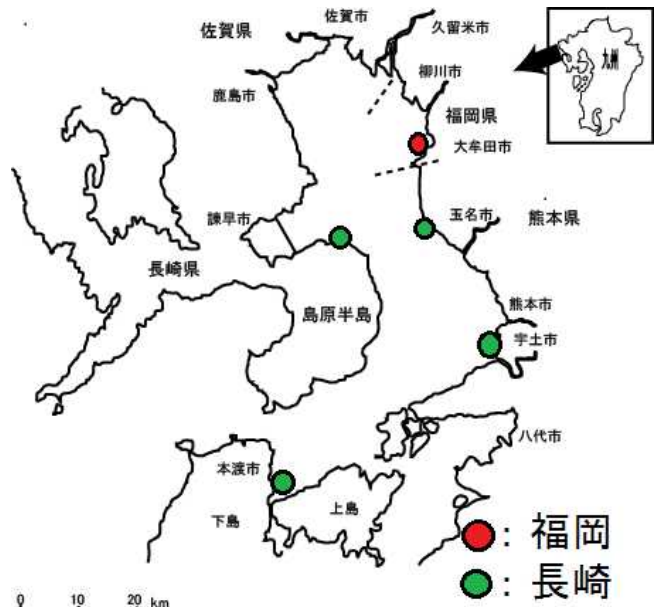 佐賀市
佐賀県
久留米市
九州
柳川市
鹿島市
福岡県
大牟田市
玉名市
諫早市
熊本県
長崎県
島原半島
熊本市
宇土市
八代市
本渡市
下島
上島
: 福岡
: 長崎
0 10 20 km